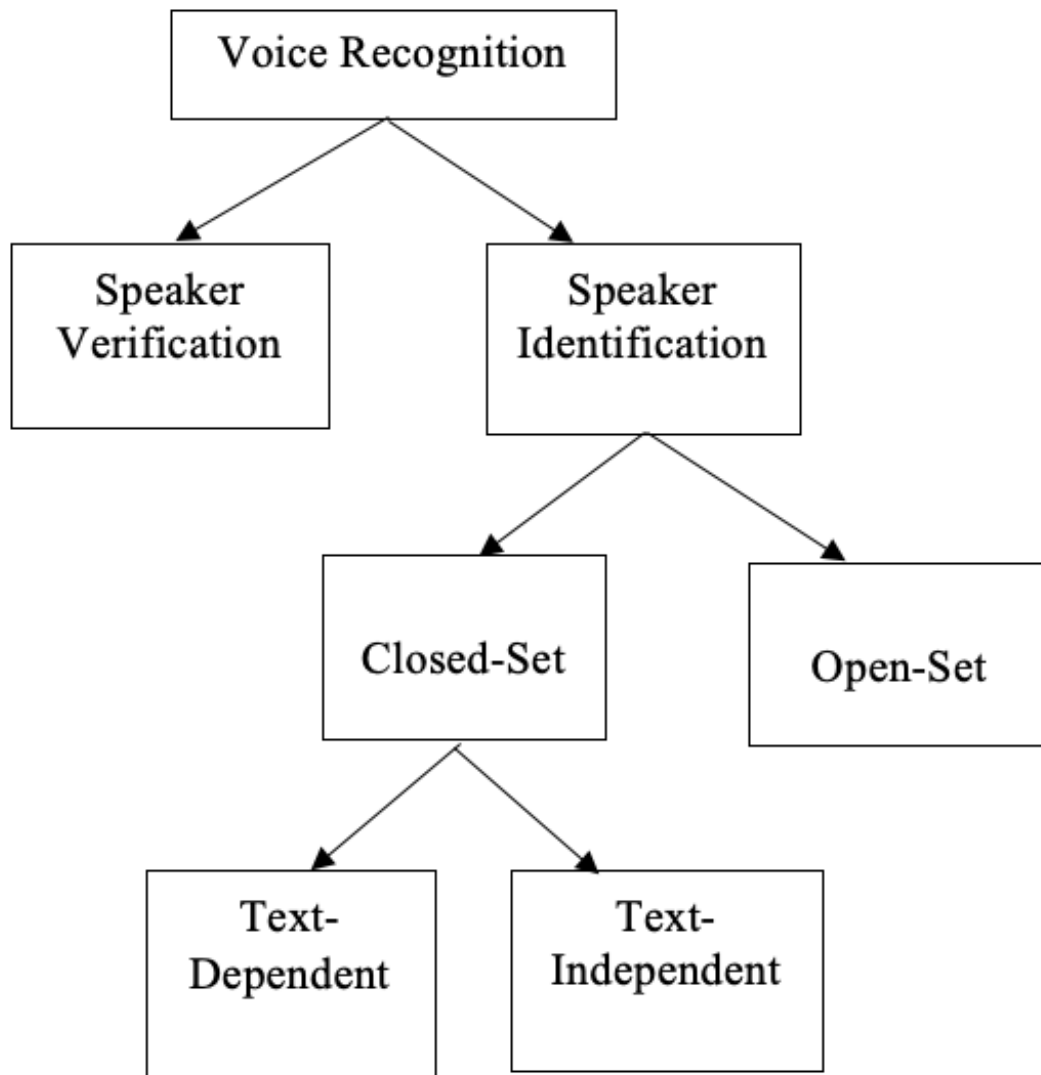 Voice Recognition
Speaker
Verification
Speaker
Identification
Closed-Set
Open-Set
Text-
Dependent
Text-
Independent